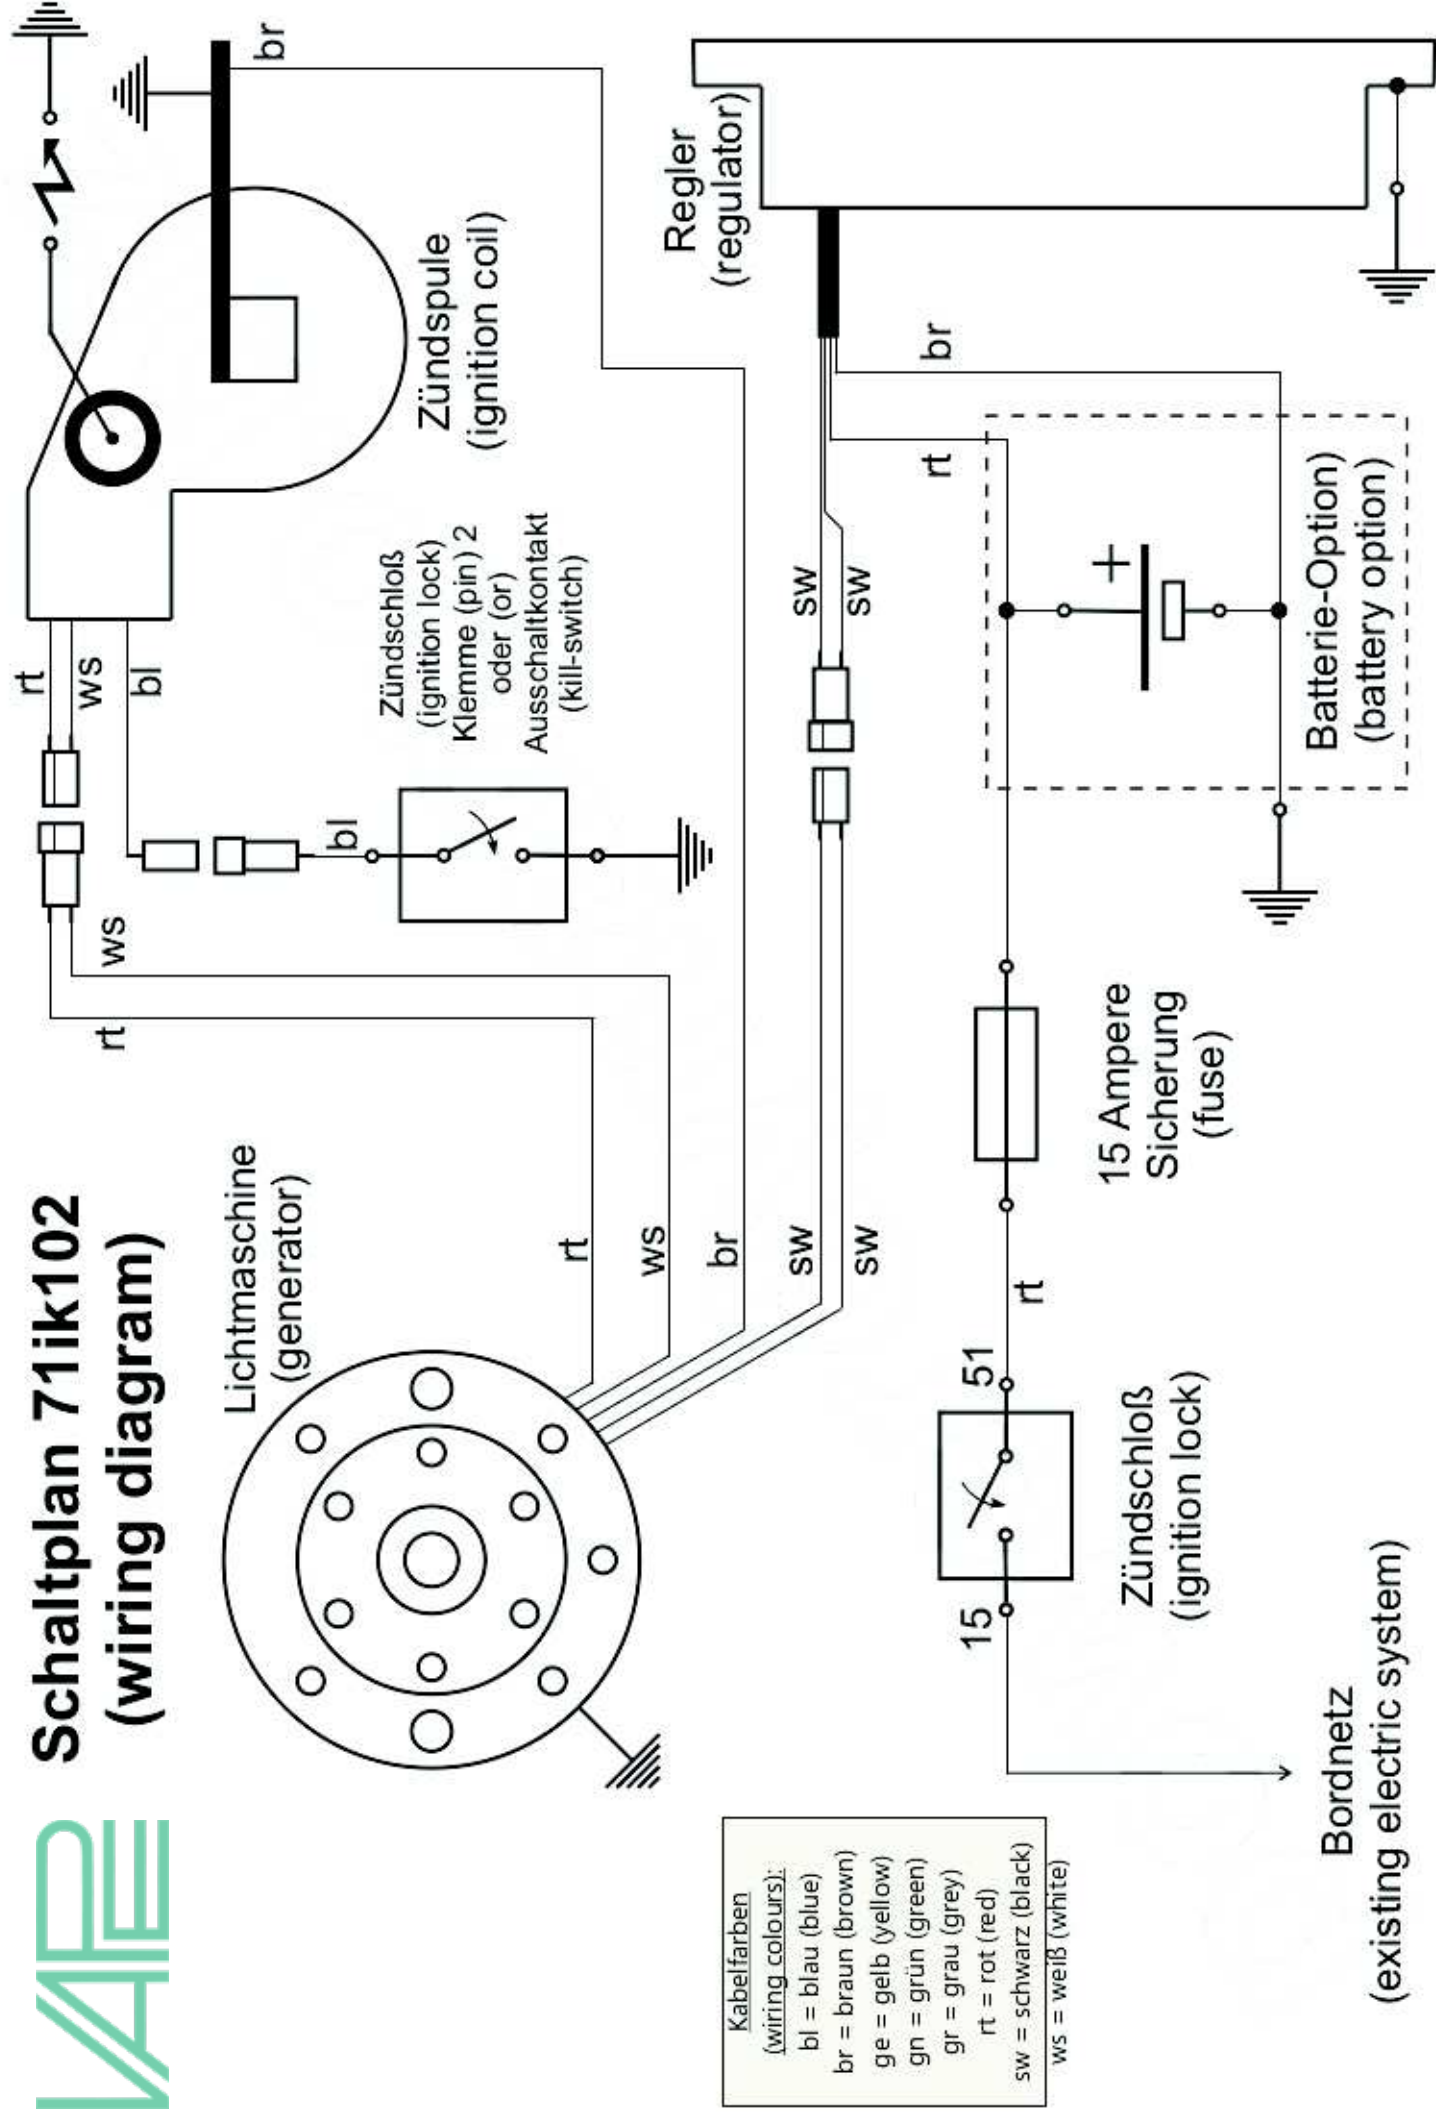 VAPE
Schaltplan 71ik102
(wiring diagram)
Lichtmaschine
(generator)
rt
ws
br
sw
sw
rt
ws
rt
ws
bl
bl
br
Zündspule
(ignition coil)
Zündschloß
(ignition lock)
Klemme (pin) 2
oder (or)
Ausschaltkontakt
(kill-switch)
Regler
(regulator)
sw
sw
rt
br
+
Batterie-Option)
(battery option)
15 Ampere
Sicherung
(fuse)
rt
51
15
Zündschloß
(ignition lock)
Bordnetz
(existing electric system)
Kabelfarben
(wiring colours):
bl = blau (blue)
br = braun (brown)
ge = gelb (yellow)
gn = grün (green)
gr = grau (grey)
rt = rot (red)
sw = schwarz (black)
ws = weiß (white)